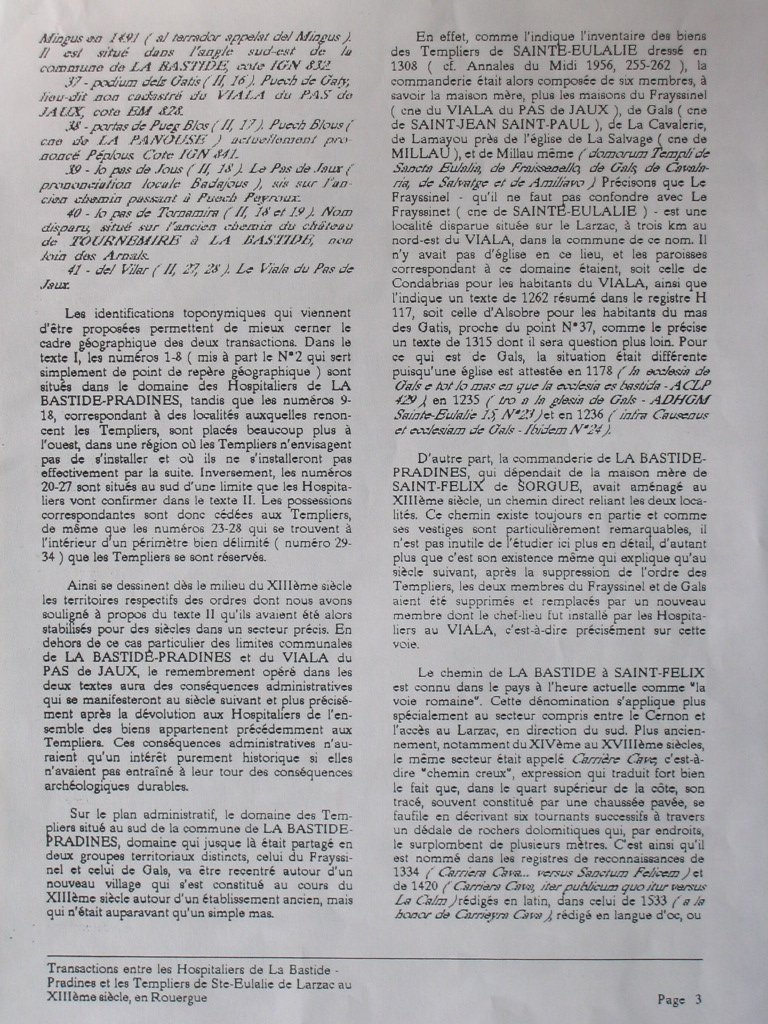 Mingus en 1491 ( al terrador appelat del Mingus ).
Il est situé dans l'angle sud-est de la
commune de LA BASTIDE, cote IGN 832.
37 - podium dels Gatis ( II, 16 ). Puech de Gaty,
lieu-dit non cadastré du VIALA du PAS de
JAUX, cote EM 828.
38 - portas de Pueg Blos ( II, 17 ). Puech Blous (
cne de LA PANOUSE ) actuellement pro-
noncé Péplous. Cote IGN 841.
39 - lo pas de Jous ( II, 18 ). Le Pas de Jaux (
prononciation locale Badajous ), sis sur l'an-
cien chemin passant à Puech Peyroux.
40 - lo pas de Tornamira ( II, 18 et 19 ). Nom
disparu, situé sur l'ancien chemin du château
de TOURNEMIRE à LA BASTIDE, non
loin des Arnals.
41 - del Vilar ( II, 27, 28 ). Le Viala du Pas de
Jaux.
Les identifications toponymiques qui viennent
d'être proposées permettent de mieux cerner le
cadre géographique des deux transactions. Dans le
texte I, les numéros 1-8 ( mis à part le N°2 qui sert
simplement de point de repère géographique ) sont
situés dans le domaine des Hospitaliers de LA
BASTIDE-PRADINES, tandis que les numéros 9-
18, correspondant à des localités auxquelles renon-
cent les Templiers, sont placés beaucoup plus à
l'ouest, dans une région où les Templiers n'envisagent
pas de s'installer et où ils ne s'installeront pas
effectivement par la suite. Inversement, les numéros
20-27 sont situés au sud d'une limite que les Hospita-
liers vont confirmer dans le texte II. Les possessions
correspondantes sont donc cédées aux Templiers,
de même que les numéros 23-28 qui se trouvent à
l'intérieur d'un périmètre bien délimité ( numéro 29-
34 ) que les Templiers se sont réservés.
Ainsi se dessinent dès le milieu du XIIIème siècle
les territoires respectifs des ordres dont nous avons
souligné à propos du texte II qu'ils avaient été alors
stabilisés pour des siècles dans un secteur précis. En
dehors de ce cas particulier des limites communales
de LA BASTIDE-PRADINES et du VIALA du
PAS de JAUX, le remembrement opéré dans les
deux textes aura des conséquences administratives
qui se manifesteront au siècle suivant et plus précisé-
ment après la dévolution aux Hospitaliers de l'en-
semble des biens appartenent précédemment aux
Templiers. Ces conséquences administratives n'au-
raient qu'un intérêt purement historique si elles
n'avaient pas entraîné à leur tour des conséquences
archéologiques durables.
Sur le plan administratif, le domaine des Tem-
pliers situé au sud de la commune de LA BASTIDE-
PRADINES, domaine qui jusque là était partagé en
deux groupes territoriaux distincts, celui du Frayssi-
nel et celui de Gals, va être recentré autour d'un
nouveau village qui s'est constitué au cours du
XIIIème siècle autour d'un établissement ancien, mais
qui n'était auparavant qu'un simple mas.
En effet, comme l'indique l'inventaire des biens
des Templiers de SAINTE-EULALIE dressé en
1308 ( cf. Annales du Midi 1956, 255-262 ), la
commanderie était alors composée de six membres, à
savoir la maison mère, plus les maisons du Frayssinel
( cne du VIALA du PAS de JAUX ), de Gals ( cne
de SAINT-JEAN SAINT-PAUL ), de La Cavalerie,
de Lamayou près de l'église de La Salvage ( cne de
MILLAU ), et de Millau même ( domorum Templi de
Sancta Eulalia, de Fraissenello, de Gals, de Cavala-
ria, de Salvatge et de Amiliavo ) Précisons que Le
Frayssinel - qu'il ne faut pas confondre avec Le
Frayssinet ( cne de SAINTE-EULALIE ) - est une
localité disparue située sur le Larzac, à trois km au
nord-est du VIALA, dans la commune de ce nom. Il
n'y avait pas d'église en ce lieu, et les paroisses
correspondant à ce domaine étaient, soit celle de
Condabrias pour les habitants du VIALA, ainsi que
l'indique un texte de 1262 résumé dans le registre H
117, soit celle d'Alsobre pour les habitants du mas
des Gatis, proche du point N°37, comme le précise
un texte de 1315 dont il sera question plus loin. Pour
ce qui est de Gals, la situation était différente
puisqu'une église est attestée en 1178 ( la ecclesia de
Gals e tot lo mas en que la ecclesia es bastida - ACLP
429 ), en 1235 ( tro a la glesia de Gals - ADHGM
Sainte-Eulalie 15, N°23 ) et en 1236 ( infra Causenus
et ecclesiam de Gals - Ibidem N°24 ).
D'autre part, la commanderie de LA BASTIDE-
PRADINES, qui dépendait de la maison mère de
SAINT-FELIX de SORGUE, avait aménagé au
XIIIème siècle, un chemin direct reliant les deux loca-
lités. Ce chemin existe toujours en partie et comme
ses vestiges sont particulièrement remarquables, il
n'est pas inutile de l'étudier ici plus en détail, d'autant
plus que c'est son existence même qui explique qu'au
siècle suivant, après la suppression de l'ordre des
Templiers, les deux membres du Frayssinel et de Gals
aient été supprimés et remplacés par un nouveau
membre dont le chef-lieu fut installé par les Hospita-
liers au VIALA, c'est-à-dire précisément sur cette
voie.
Le chemin de LA BASTIDE à SAINT-FELIX
est connu dans le pays à l'heure actuelle comme "la
voie romaine". Cette dénomination s'applique plus
spécialement au secteur compris entre le Cernon et
l'accès au Larzac, en direction du sud. Plus ancien-
nement, notamment du XIVème au XVIIIème siècles,
le même secteur était appelé Carrière Cave, c'est-à-
dire "chemin creux", expression qui traduit fort bien
le fait que, dans le quart supérieur de la côte, son
tracé, souvent constitué par une chaussée pavée, se
faufile en décrivant six tournants successifs à travers
un dédale de rochers dolomitiques qui, par endroits,
le surplombent de plusieurs mètres. C'est ainsi qu'il
est nommé dans les registres de reconnaissances de
1334 ( Carriera Cava... versus Sanctum Felicem ) et
de 1420 ( Carriera Cava, iter publicum quo itur versus
La Calm ) rédigés en latin, dans celui de 1533 ( a la
honor de Carrieyra Cava ), rédigé en langue d'oc, ou
Transactions entre les Hospitaliers de La Bastide -
Pradines et les Templiers de Ste-Eulalie de Larzac au
XIIIème siècle, en Rouergue
Page 3